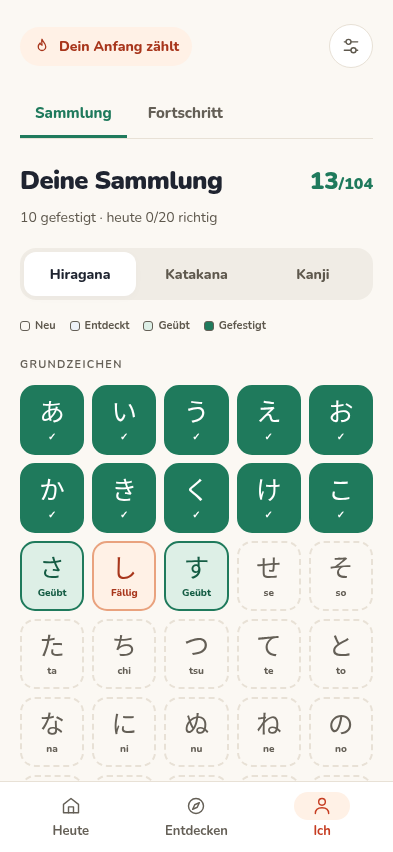 Dein Anfang zählt
Sammlung Fortschritt
Deine Sammlung 13/104
10 gefestigt · heute 0/20 richtig
Hiragana Katakana Kanji
Neu Entdeckt Geübt Gefestigt
GRUNDZEICHEN
あ い う え お
✓ ✓ ✓ ✓ ✓
か き く け こ
✓ ✓ ✓ ✓ ✓
さ し す せ そ
Geübt Fällig Geübt se so
た ち つ て と
ta chi tsu te to
な に ぬ ね の
na ni nu ne no
Heute Entdecken Ich